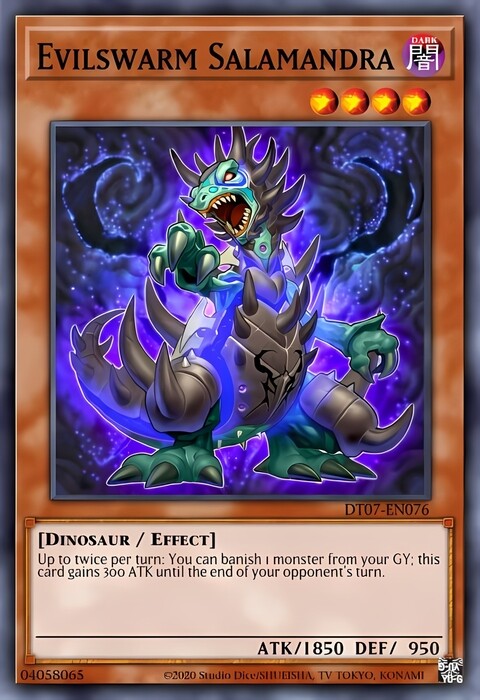 EVILSWARM SALAMANDRA
DARK
闇
DT07-EN076
[DINOSAUR / EFFECT]
Up to twice per turn: You can banish 1 monster from your GY; this
card gains 300 ATK until the end of your opponent's turn.
ATK/1850 DEF/ 950
04058065
©2020 Studio Dice/SHUEISHA, TV TOKYO, KONAMI